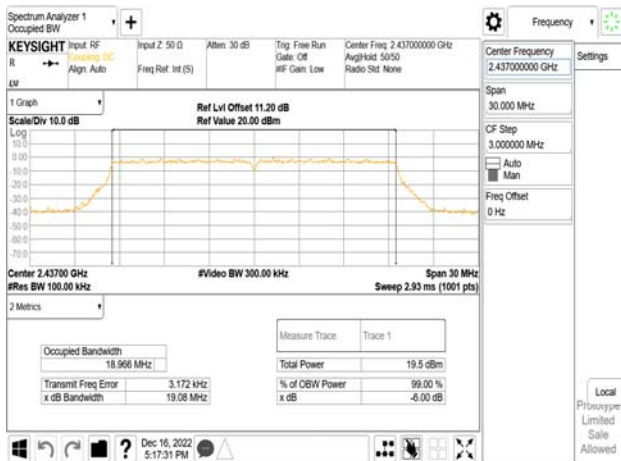 Spectrum Analyzer 1
Occupied BW
Frequency
KEYSIGHT
R
LXI
Input: RF
Coupling: DC
Align: Auto
Input Z: 50 Ω
Freq Ref: Int (S)
Atten: 30 dB
Trig: Free Run
Gate: Off
#IF Gain: Low
Center Freq: 2.437000000 GHz
Avg|Hold: 50/50
Radio Std: None
Center Frequency
2.437000000 GHz
Settings
Span
30.000 MHz
CF Step
3.000000 MHz
Auto
Man
Freq Offset
0 Hz
1 Graph
Scale/Div 10.0 dB
Ref Lvl Offset 11.20 dB
Ref Value 20.00 dBm
Log
10.0
0.00
-10.0
-20.0
-30.0
-40.0
-50.0
-60.0
-70.0
Center 2.43700 GHz
#Res BW 100.00 kHz
#Video BW 300.00 kHz
Span 30 MHz
Sweep 2.93 ms (1001 pts)
2 Metrics
Measure Trace Trace 1
Occupied Bandwidth
18.966 MHz
Total Power 19.5 dBm
Transmit Freq Error 3.172 kHz
% of OBW Power 99.00 %
x dB Bandwidth 19.08 MHz
x dB -6.00 dB
Local
Prototype
Limited
Sale
Allowed
?
Dec 16, 2022
5:17:31 PM